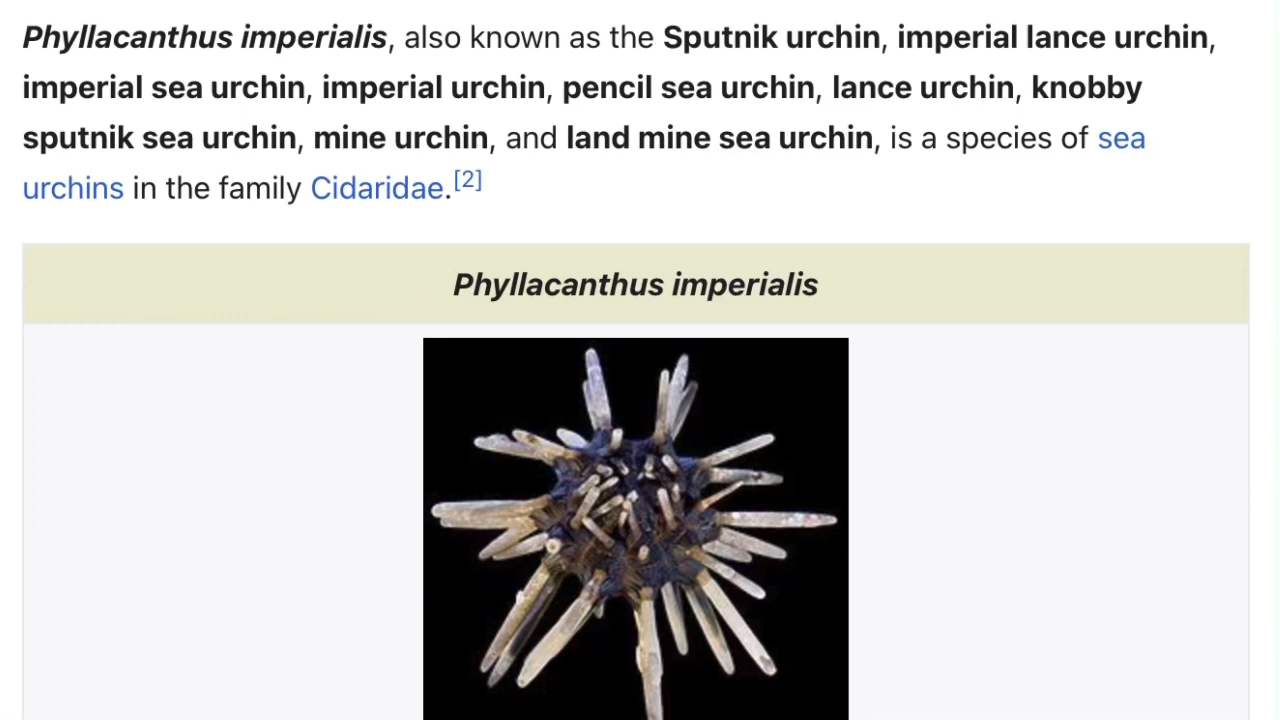 Phyllacanthus imperialis, also known as the Sputnik urchin, imperial lance urchin,
imperial sea urchin, imperial urchin, pencil sea urchin, lance urchin, knobby
sputnik sea urchin, mine urchin, and land mine sea urchin, is a species of sea
urchins in the family Cidaridae.[2]
Phyllacanthus imperialis